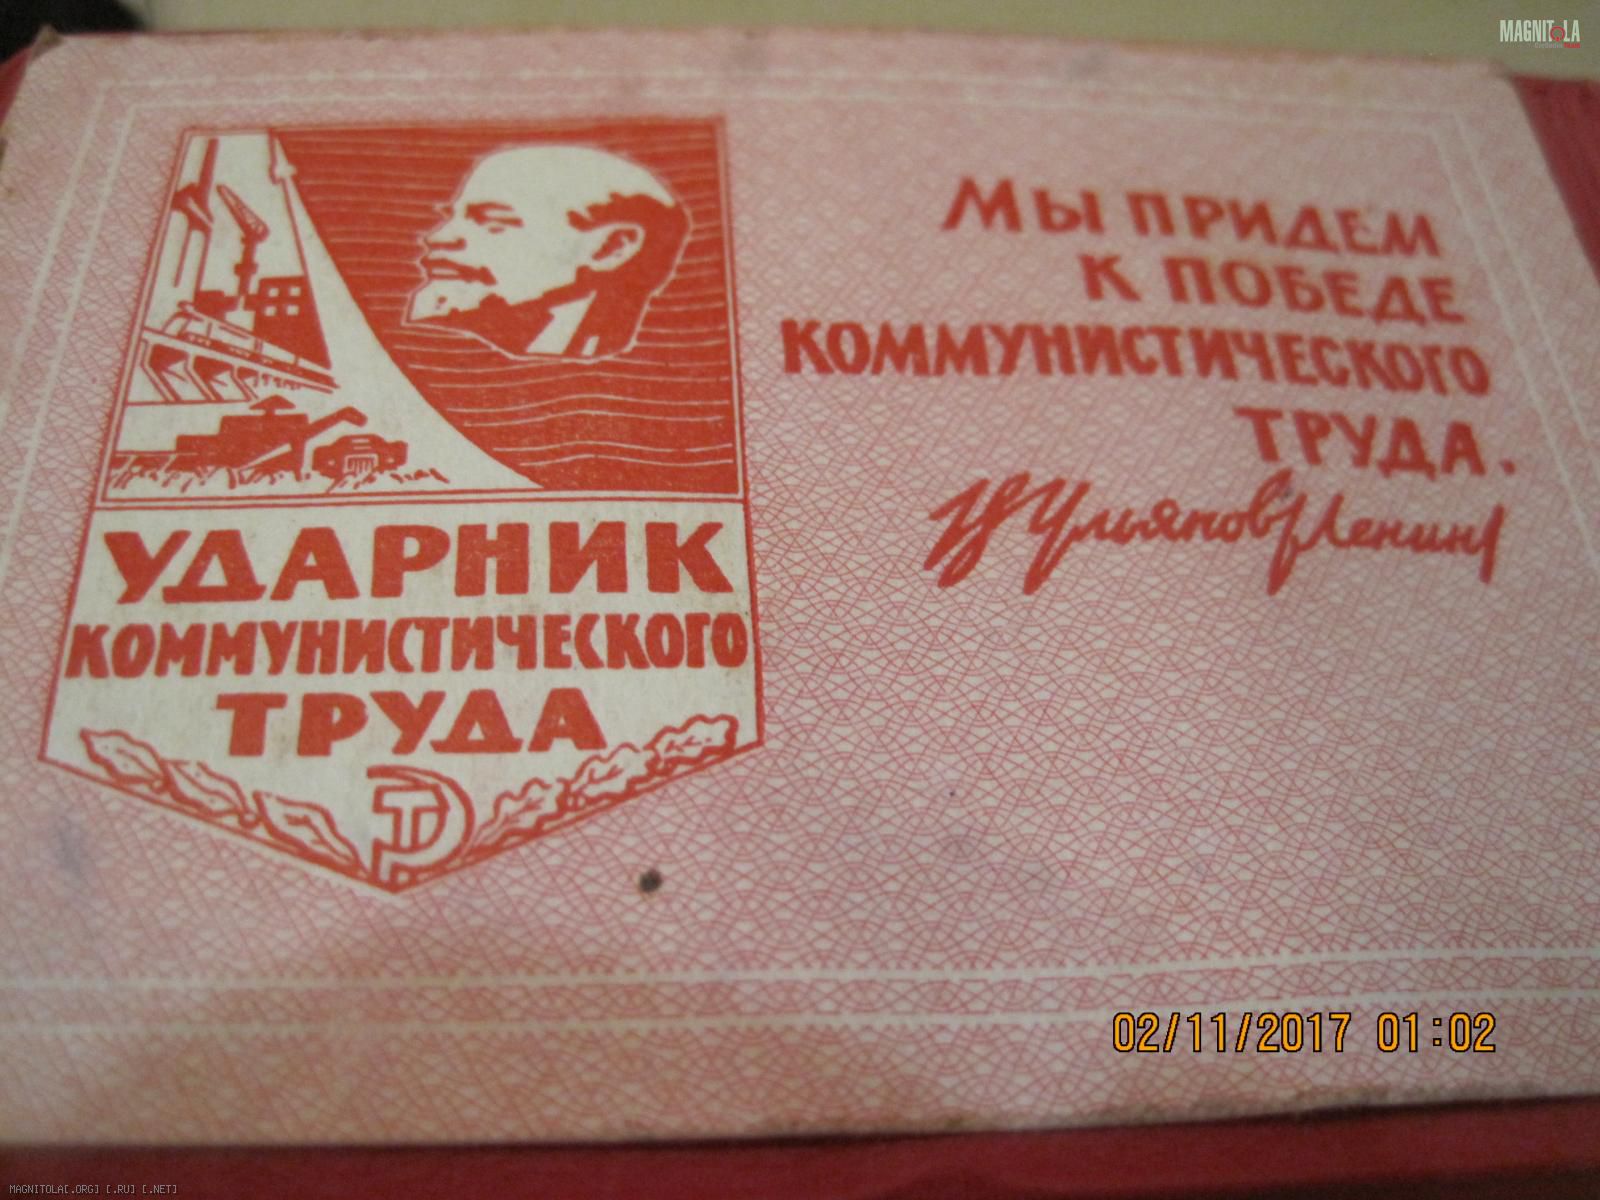 MAGNITOLA
МЫ ПРИДЕМ
К ПОБЕДЕ
КОММУНИСТИЧЕСКОГО
ТРУДА.
В Ульянов (Ленин)
УДАРНИК
КОММУНИСТИЧЕСКОГО
ТРУДА
02/11/2017 01:02
MAGNITOLA[.ORG] [.RU] [.NET]